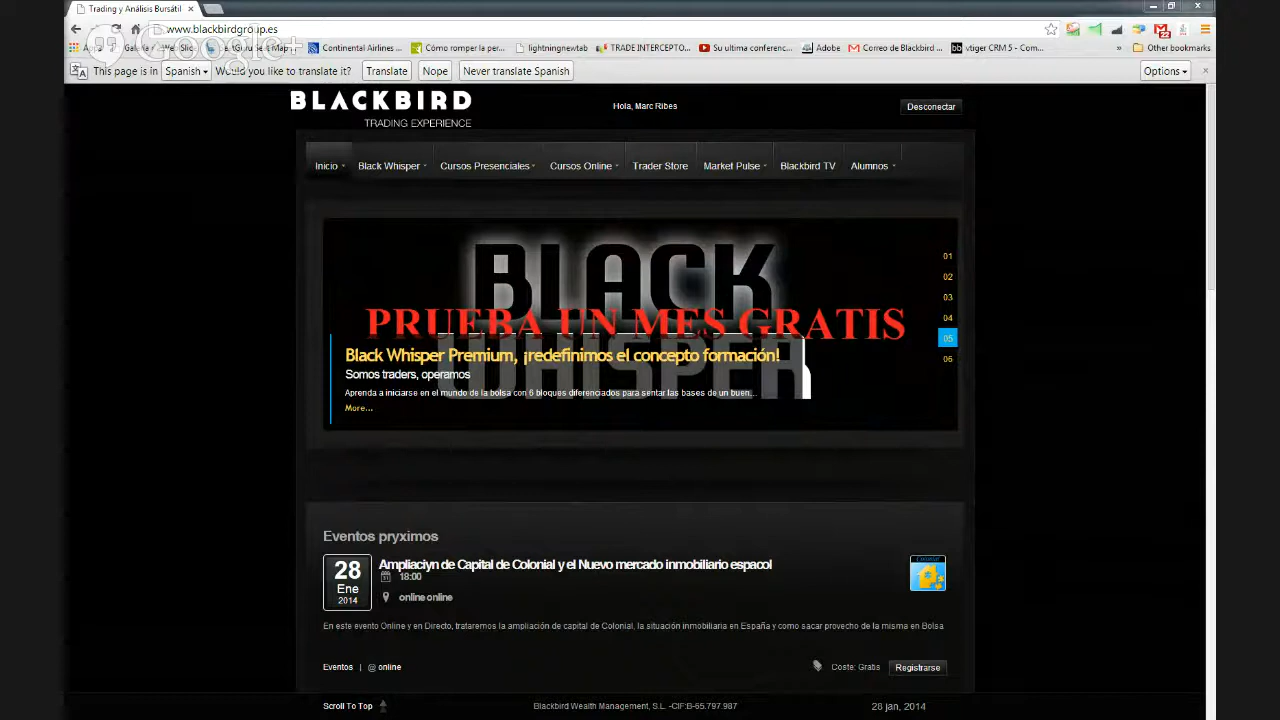 Trading y Análisis Bursátil
www.blackbirdgroup.es
Google+
Continental Airlines ...
Cómo romper la per...
lightningnewtab
TRADE INTERCEPTO...
Su ultima conferenc...
Adobe
Correo de Blackbird ...
vtiger CRM 5 - Com...
»
Other bookmarks
This page is in Spanish Would you like to translate it? Translate Nope Never translate Spanish Options
BLACKBIRD
TRADING EXPERIENCE
Hola, Marc Ribes
Desconectar
Inicio Black Whisper Cursos Presenciales Cursos Online Trader Store Market Pulse Blackbird TV Alumnos
BLACK
WHISPER
PRUEBA UN MES GRATIS
Black Whisper Premium, ¡redefinimos el concepto formación!
Somos traders, operamos
Aprenda a iniciarse en el mundo de la bolsa con 6 bloques diferenciados para sentar las bases de un buen...
More...
01
02
03
04
05
06
Eventos pryximos
28
Ene
2014
Ampliaciyn de Capital de Colonial y el Nuevo mercado inmobiliario espacol
18:00
online online
En este evento Online y en Directo, trataremos la ampliación de capital de Colonial, la situación inmobiliaria en España y como sacar provecho de la misma en Bolsa
Eventos | @ online
Coste: Gratis
Registrarse
Scroll To Top
Blackbird Wealth Management, S.L. -CIF:B-65.797.987
28 jan, 2014